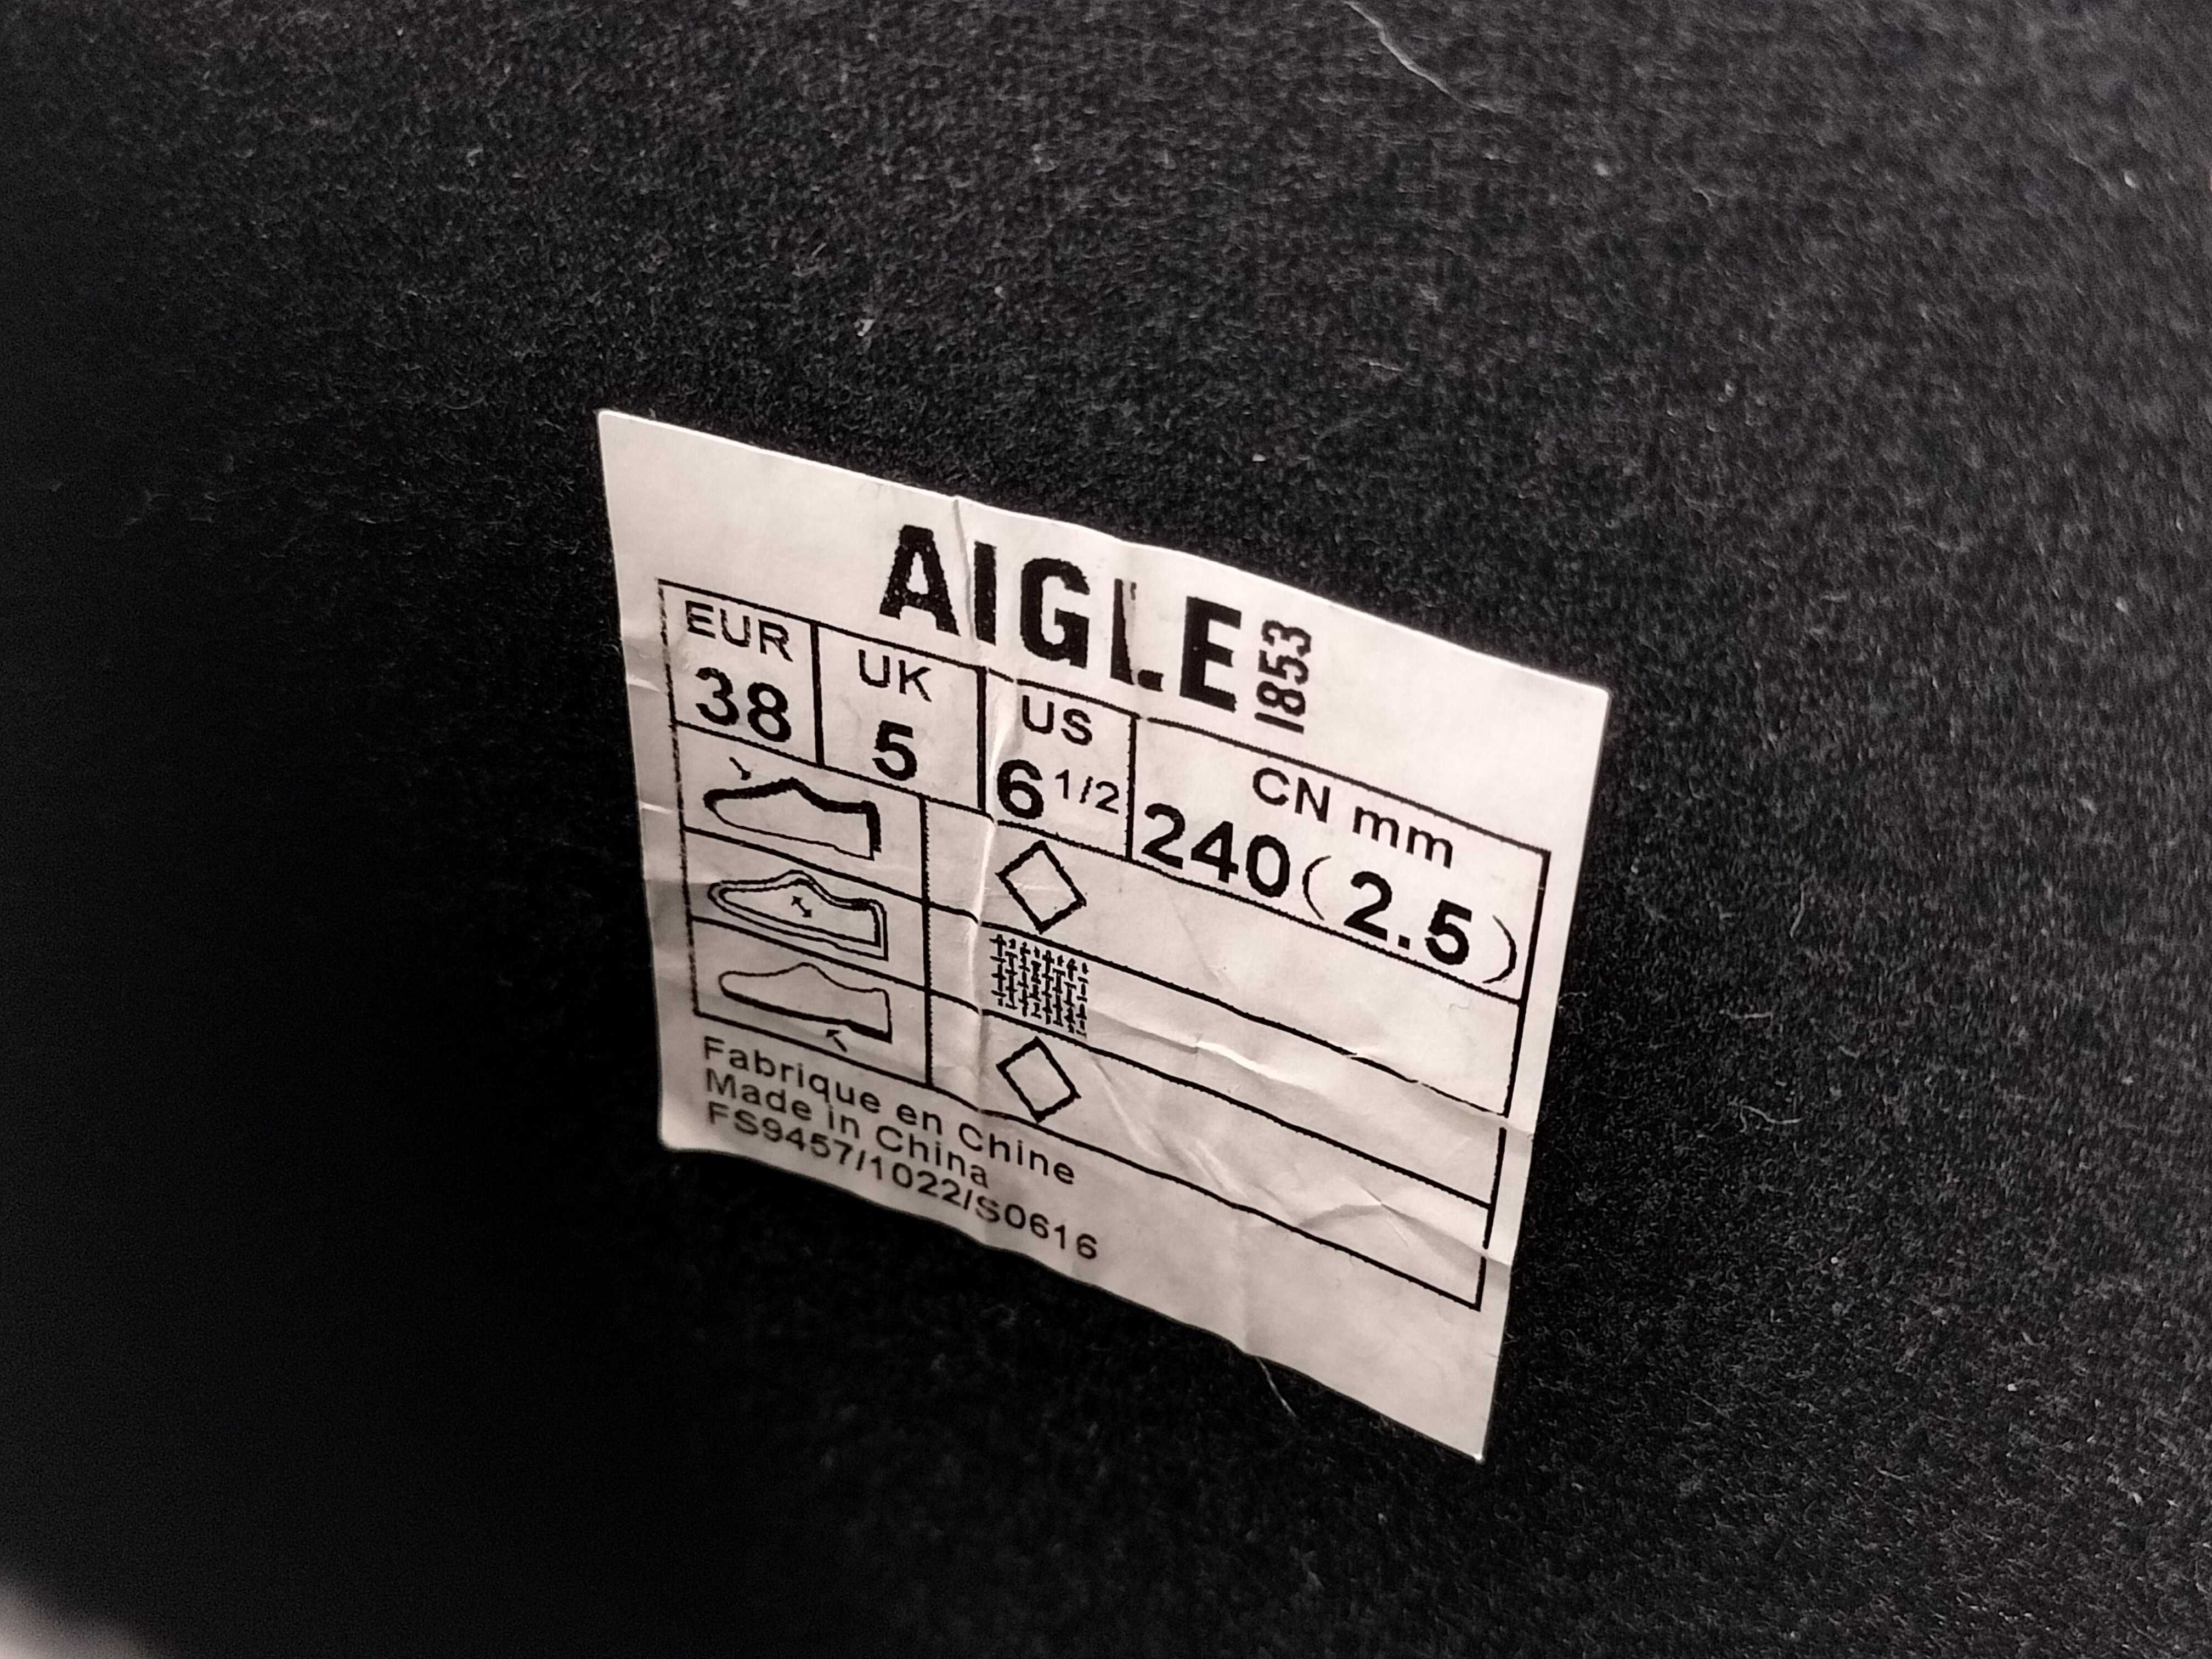 AIGLE 1853
EUR UK US CN mm
38 5 6 1/2 240(2.5)
Fabrique en Chine
Made in China
FS9457/1022/S0616